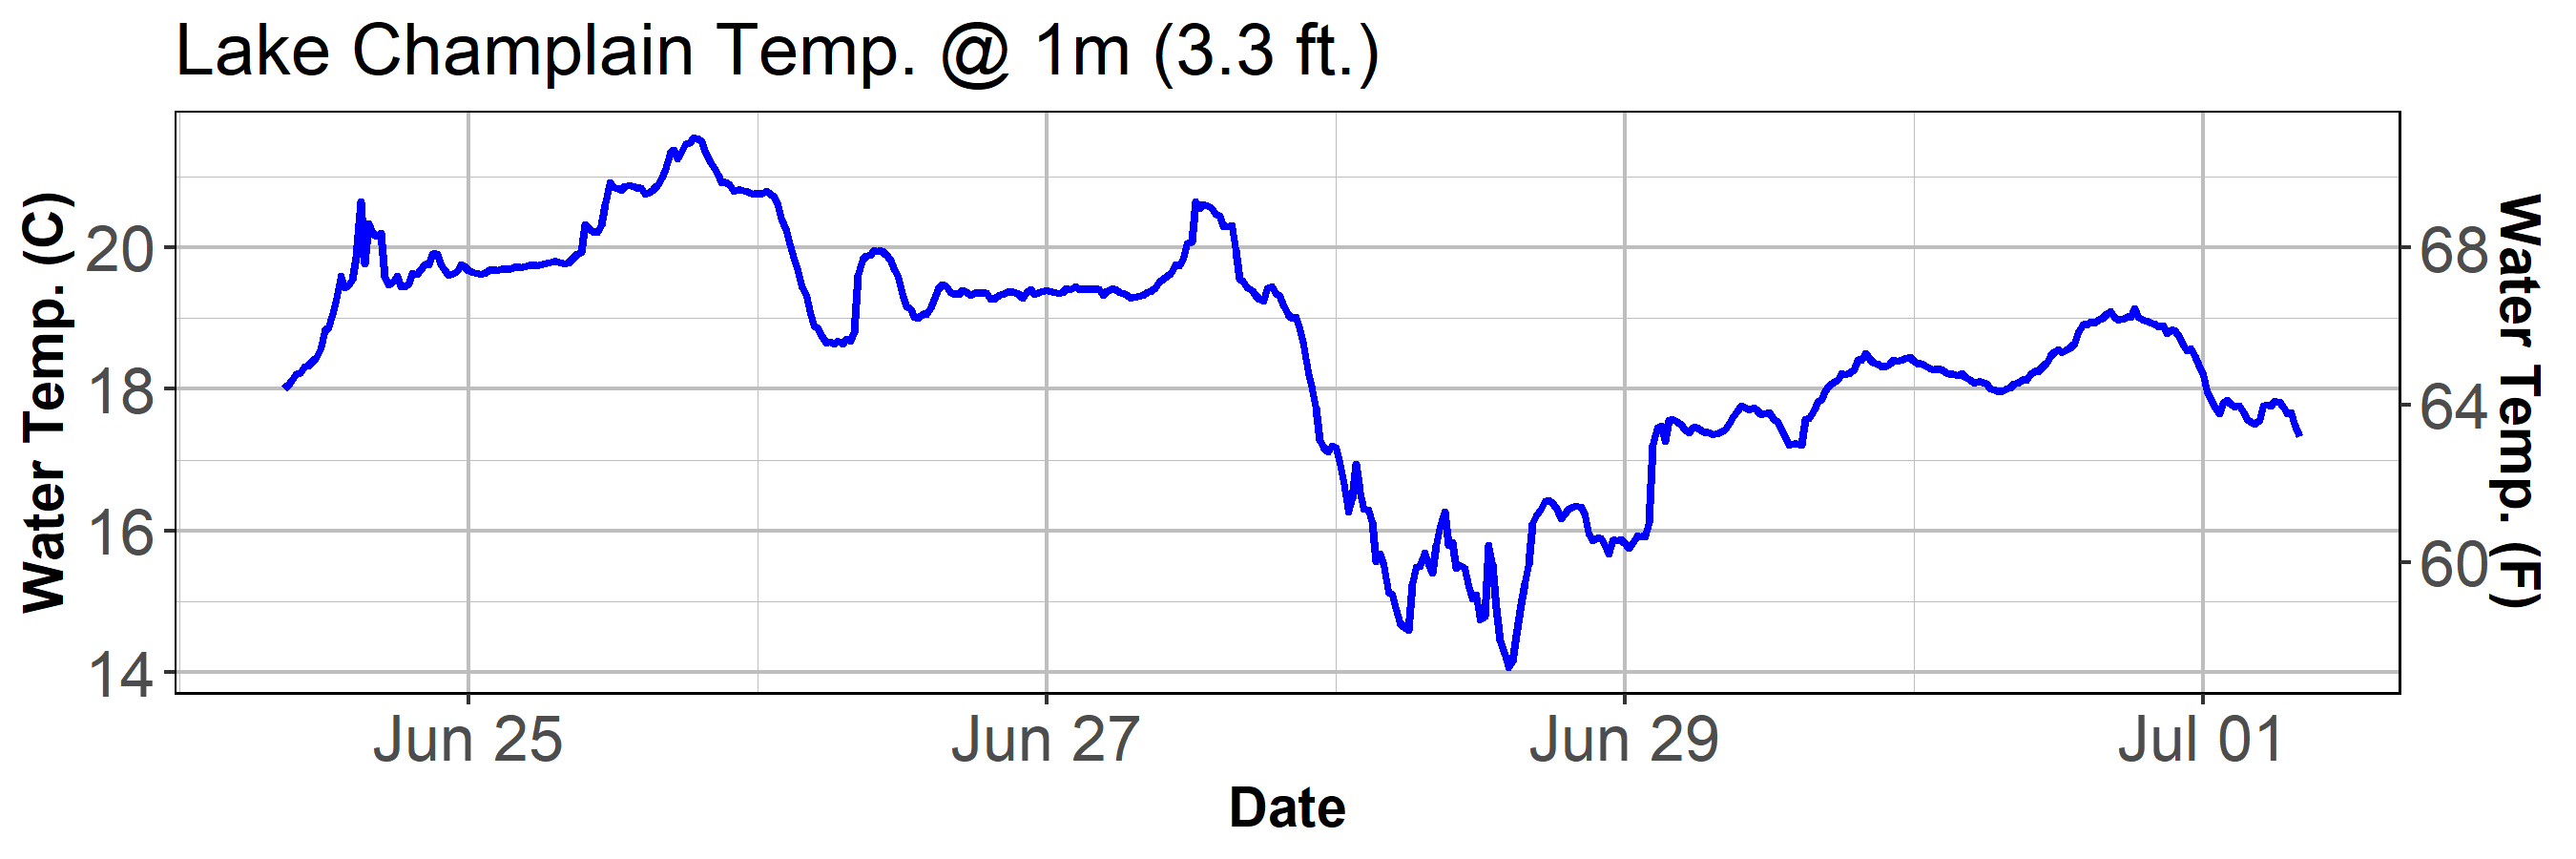 Lake Champlain Temp. @ 1m (3.3 ft.)
Water Temp. (C)
20
18
16
14
68
64
60
Water Temp. (F)
Jun 25
Jun 27
Jun 29
Jul 01
Date